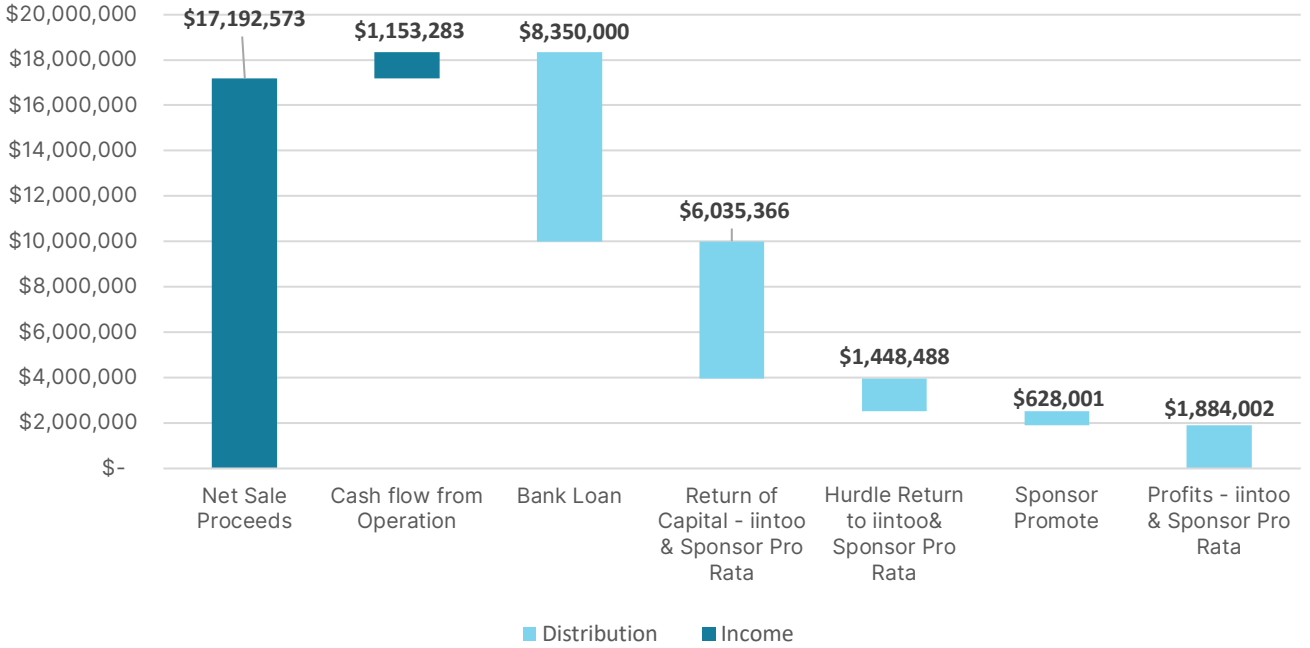 $20,000,000
$18,000,000
$16,000,000
$14,000,000
$12,000,000
$10,000,000
$8,000,000
$6,000,000
$4,000,000
$2,000,000
$-
$17,192,573
$1,153,283
$8,350,000
$6,035,366
$1,448,488
$628,001
$1,884,002
Net Sale
Proceeds
Cash flow from
Operation
Bank Loan
Return of
Capital - iintoo
& Sponsor Pro
Rata
Hurdle Return
to iintoo&
Sponsor Pro
Rata
Sponsor
Promote
Profits - iintoo
& Sponsor Pro
Rata
Distribution
Income